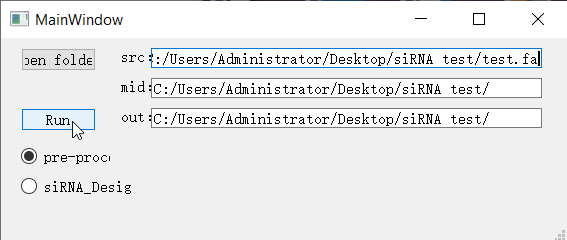 MainWindow
pen folde
src: :/Users/Administrator/Desktop/siRNA test/test.fa
mid: C:/Users/Administrator/Desktop/siRNA test/
Run
out: C:/Users/Administrator/Desktop/siRNA test/
pre-proc
siRNA_Desig